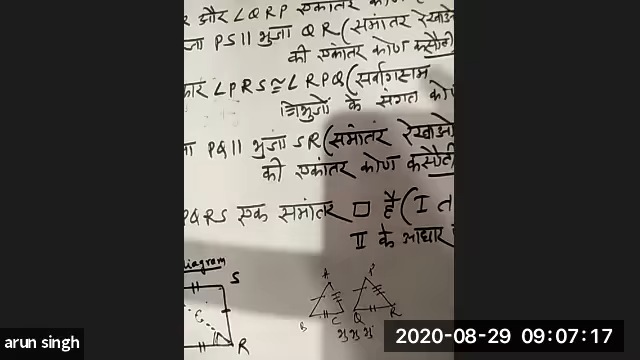 र और ∠QRP एकांतर कोण
जा PS || भुजा QR (समांतर रेखाओं
की एकांतर कोण कसौटी
कार ∠PRS ≅ ∠RPQ (सर्वांगसम
त्रिभुजों के संगत को
जा PQ || भुजा SR (समांतर रेखाओ
की एकांतर कोण कसौटी
PQRS एक समांतर □ है (I त
II के आधार
diagram
S
R
A
B
C
P
Q
R
भु भु भु
arun singh
2020-08-29 09:07:17